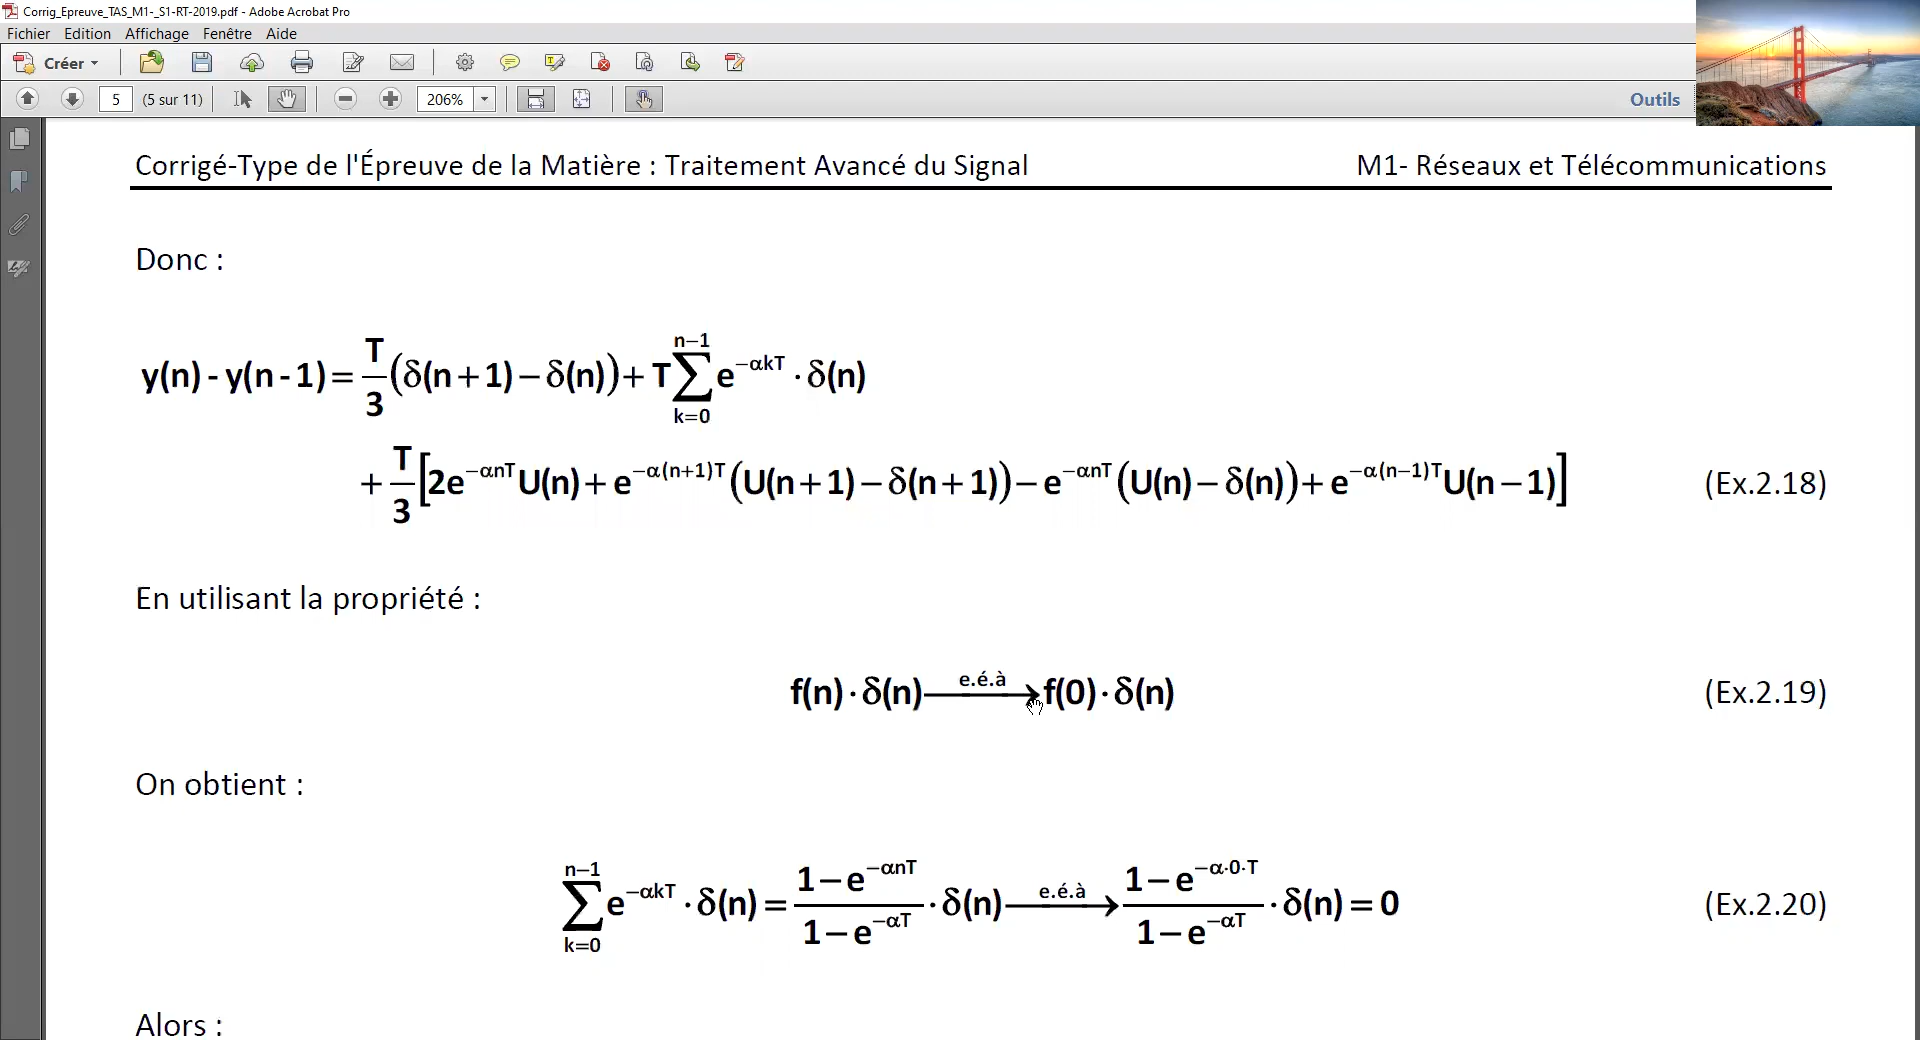 Corrig_Epreuve_TAS_M1-_S1-RT-2019.pdf - Adobe Acrobat Pro
Fichier Edition Affichage Fenêtre Aide
Créer
5 (5 sur 11) 206% Outils
Corrigé-Type de l'Épreuve de la Matière : Traitement Avancé du Signal M1- Réseaux et Télécommunications
Donc :
y(n) - y(n - 1) = T/3 (δ(n + 1) − δ(n)) + T ∑_{k=0}^{n−1} e^{−αkT} · δ(n)
+ T/3 [2e^{−αnT} U(n) + e^{−α(n+1)T} (U(n + 1) − δ(n + 1)) − e^{−αnT} (U(n) − δ(n)) + e^{−α(n−1)T} U(n − 1)] (Ex.2.18)
En utilisant la propriété :
f(n) · δ(n) —e.é.à→ f(0) · δ(n) (Ex.2.19)
On obtient :
∑_{k=0}^{n−1} e^{−αkT} · δ(n) = (1 − e^{−αnT})/(1 − e^{−αT}) · δ(n) —e.é.à→ (1 − e^{−α·0·T})/(1 − e^{−αT}) · δ(n) = 0 (Ex.2.20)
Alors :